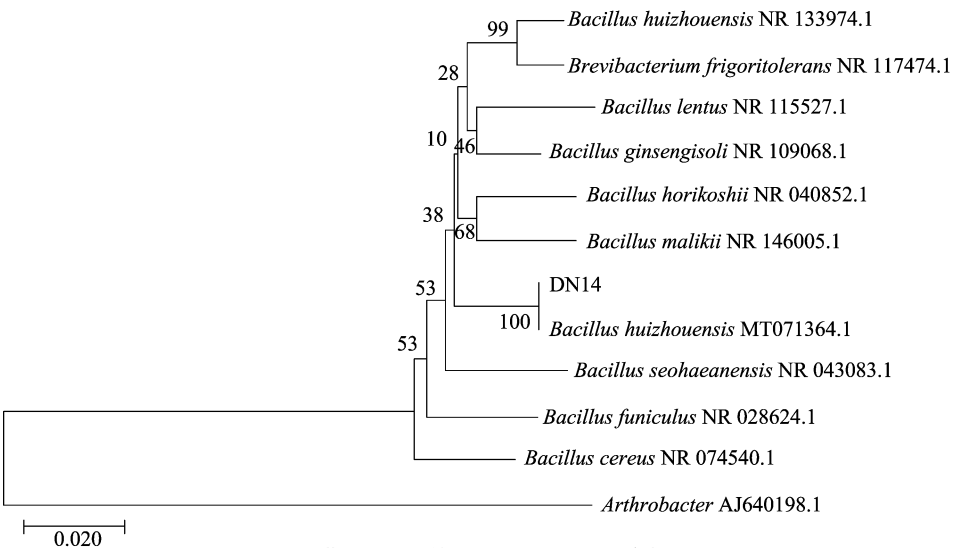 Bacillus huizhouensis NR 133974.1
99
Brevibacterium frigoritolerans NR 117474.1
28
Bacillus lentus NR 115527.1
10
46
Bacillus ginsengisoli NR 109068.1
Bacillus horikoshii NR 040852.1
38
68
Bacillus malikii NR 146005.1
DN14
53
100
Bacillus huizhouensis MT071364.1
53
Bacillus seohaeanensis NR 043083.1
Bacillus funiculus NR 028624.1
Bacillus cereus NR 074540.1
Arthrobacter AJ640198.1
0.020